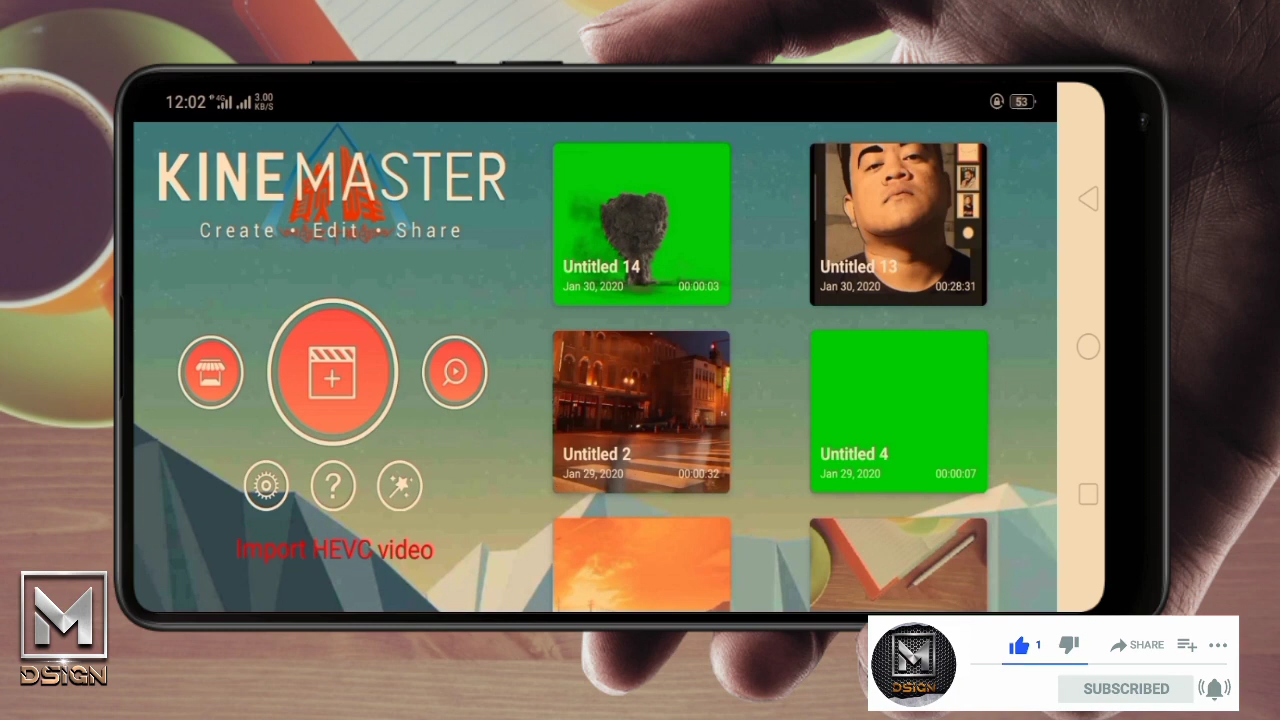 12:02
4G
3.00
KB/S
53
KINEMASTER
Create • Edit • Share
Import HEVC video
Untitled 14
Jan 30, 2020 00:00:03
Untitled 13
Jan 30, 2020 00:28:31
Untitled 2
Jan 29, 2020 00:00:32
Untitled 4
Jan 29, 2020 00:00:07
M
DSIGN
M
DSIGN
1
SHARE
SUBSCRIBED